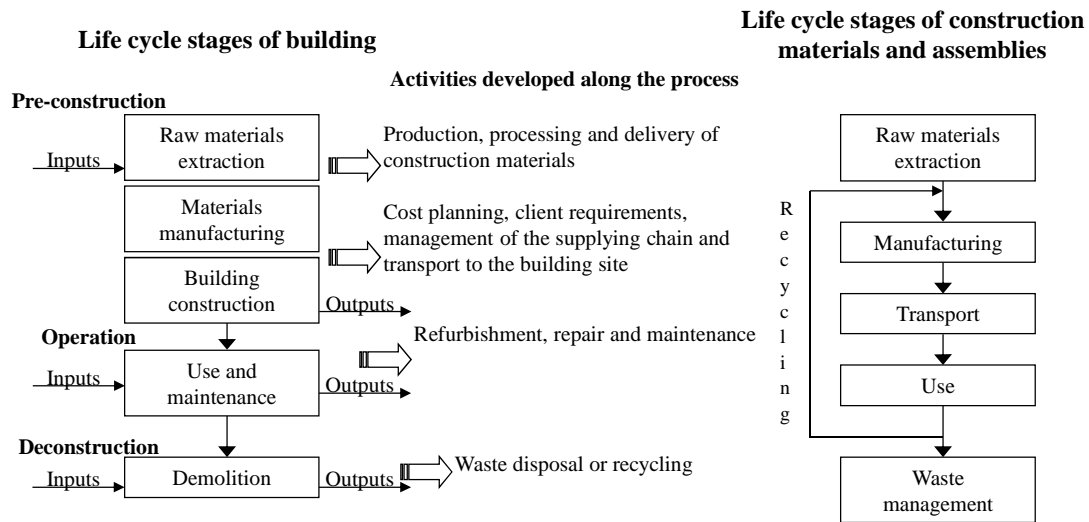 Life cycle stages of building
Life cycle stages of construction
materials and assemblies
Activities developed along the process
Pre-construction
Inputs
Raw materials
extraction
Production, processing and delivery of
construction materials
Materials
manufacturing
Cost planning, client requirements,
management of the supplying chain and
transport to the building site
Building
construction
Outputs
Operation
Refurbishment, repair and maintenance
Inputs
Use and
maintenance
Outputs
Deconstruction
Inputs
Demolition
Outputs
Waste disposal or recycling
Raw materials
extraction
Recycling
Manufacturing
Transport
Use
Waste
management